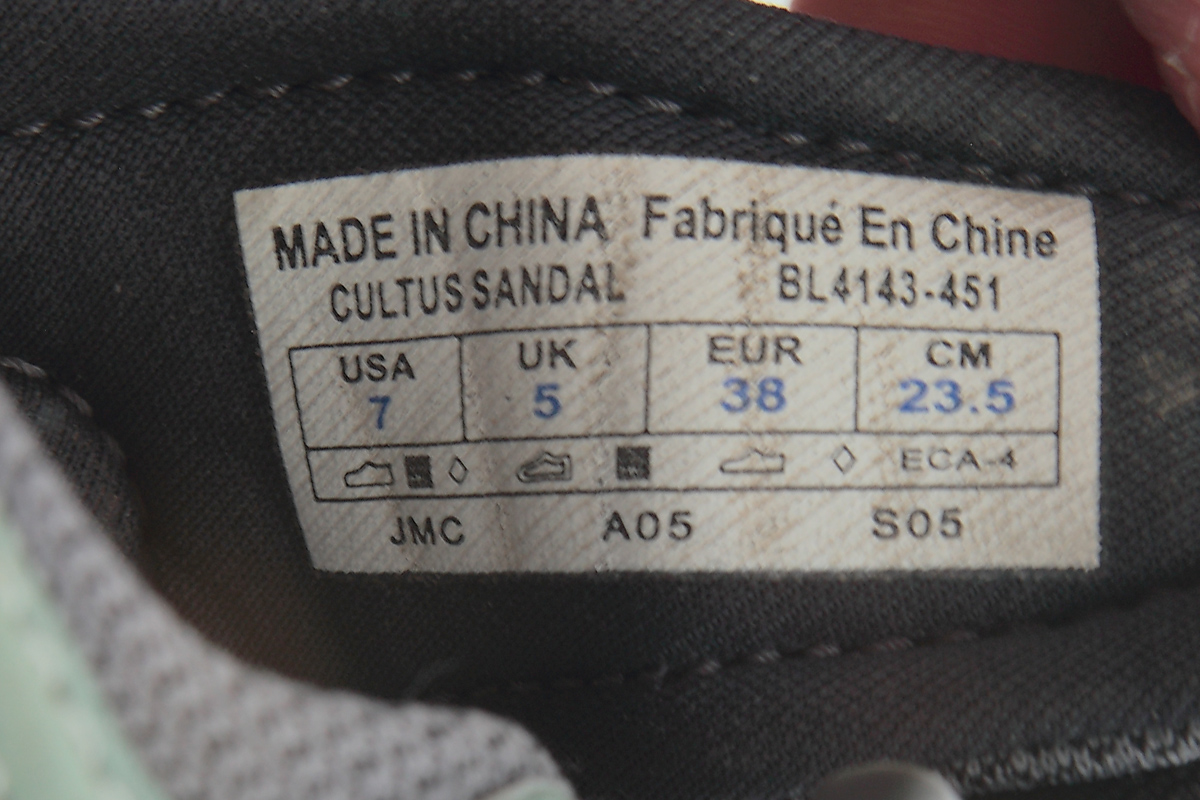 MADE IN CHINA Fabriqué En Chine
CULTUS SANDAL BL4143-451
USA UK EUR CM
7 5 38 23.5
ECA-4
JMC A05 S05